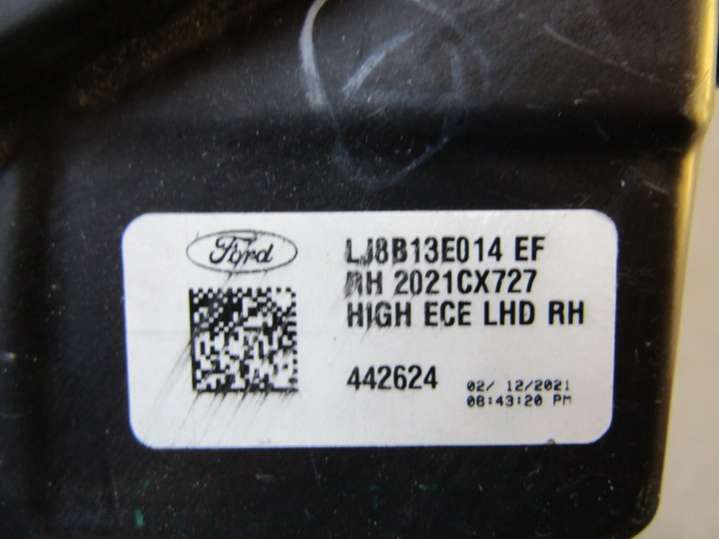 Ford
LJ8B13E014 EF
RH 2021CX727
HIGH ECE LHD RH
442624
02/ 12/2021
08:43:20 PM